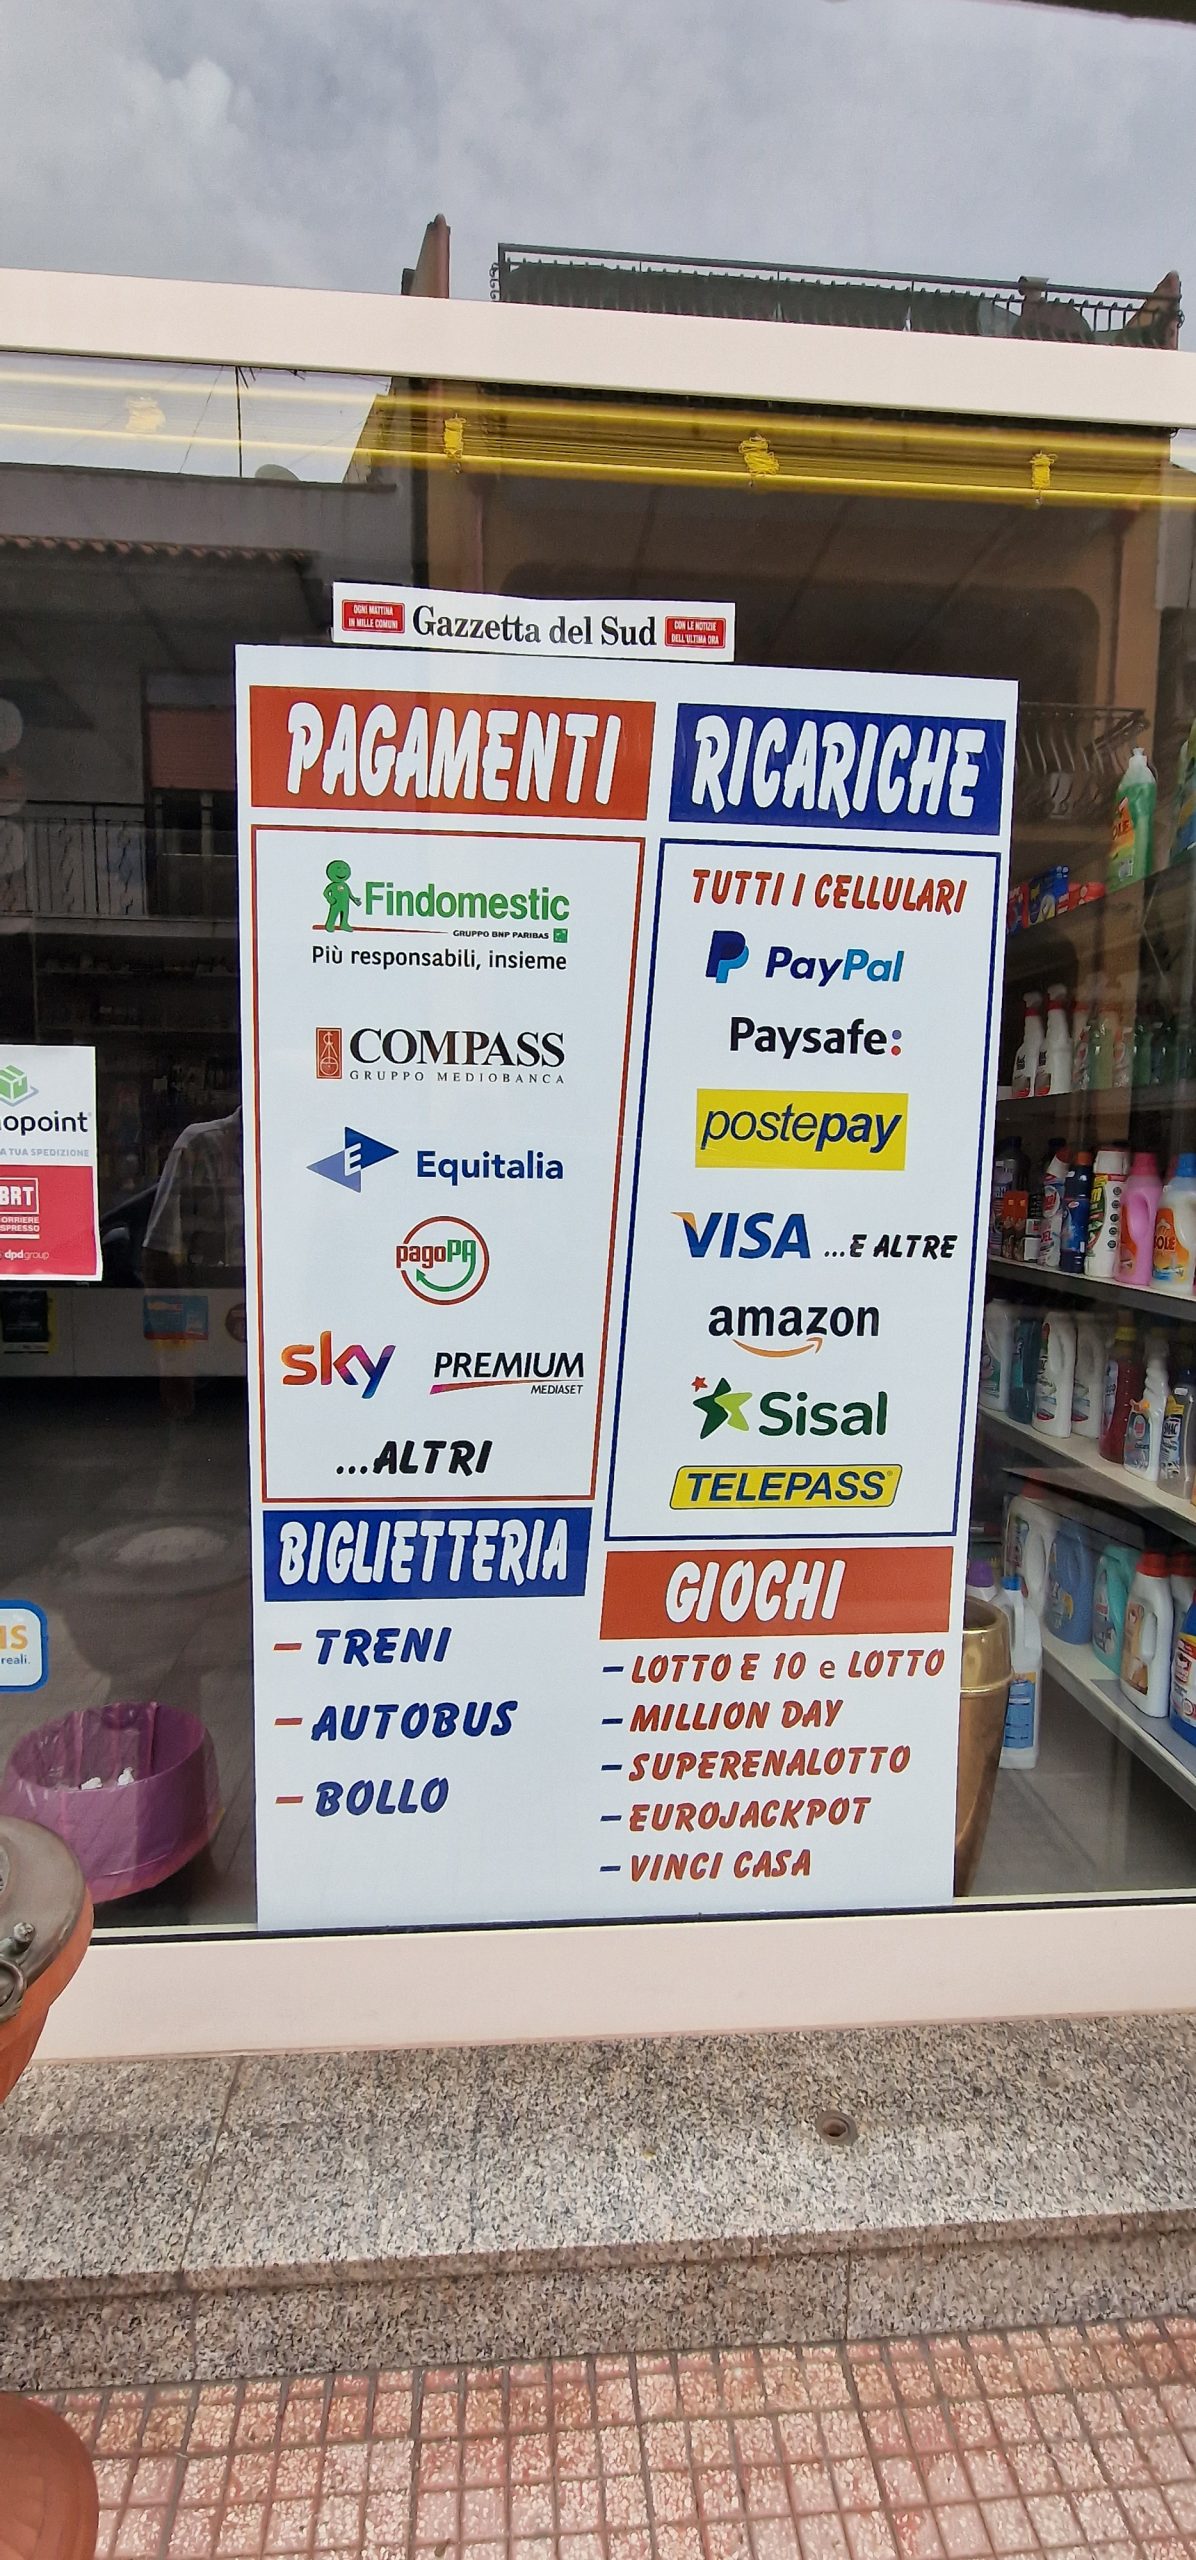 OGNI MATTINA
IN MILLE COMUNI
Gazzetta del Sud
CON LE NOTIZIE
DELL'ULTIMA ORA
PAGAMENTI
Findomestic
GRUPPO BNP PARIBAS
Più responsabili, insieme
COMPASS
GRUPPO MEDIOBANCA
E Equitalia
pagoPA
sky PREMIUM
MEDIASET
...ALTRI
RICARICHE
TUTTI I CELLULARI
PayPal
Paysafe:
postepay
VISA ...E ALTRE
amazon
Sisal
TELEPASS
BIGLIETTERIA
– TRENI
– AUTOBUS
– BOLLO
GIOCHI
– LOTTO E 10 e LOTTO
– MILLION DAY
– SUPERENALOTTO
– EUROJACKPOT
– VINCI CASA
opoint
A TUA SPEDIZIONE
BRT
dpdgroup
reali.